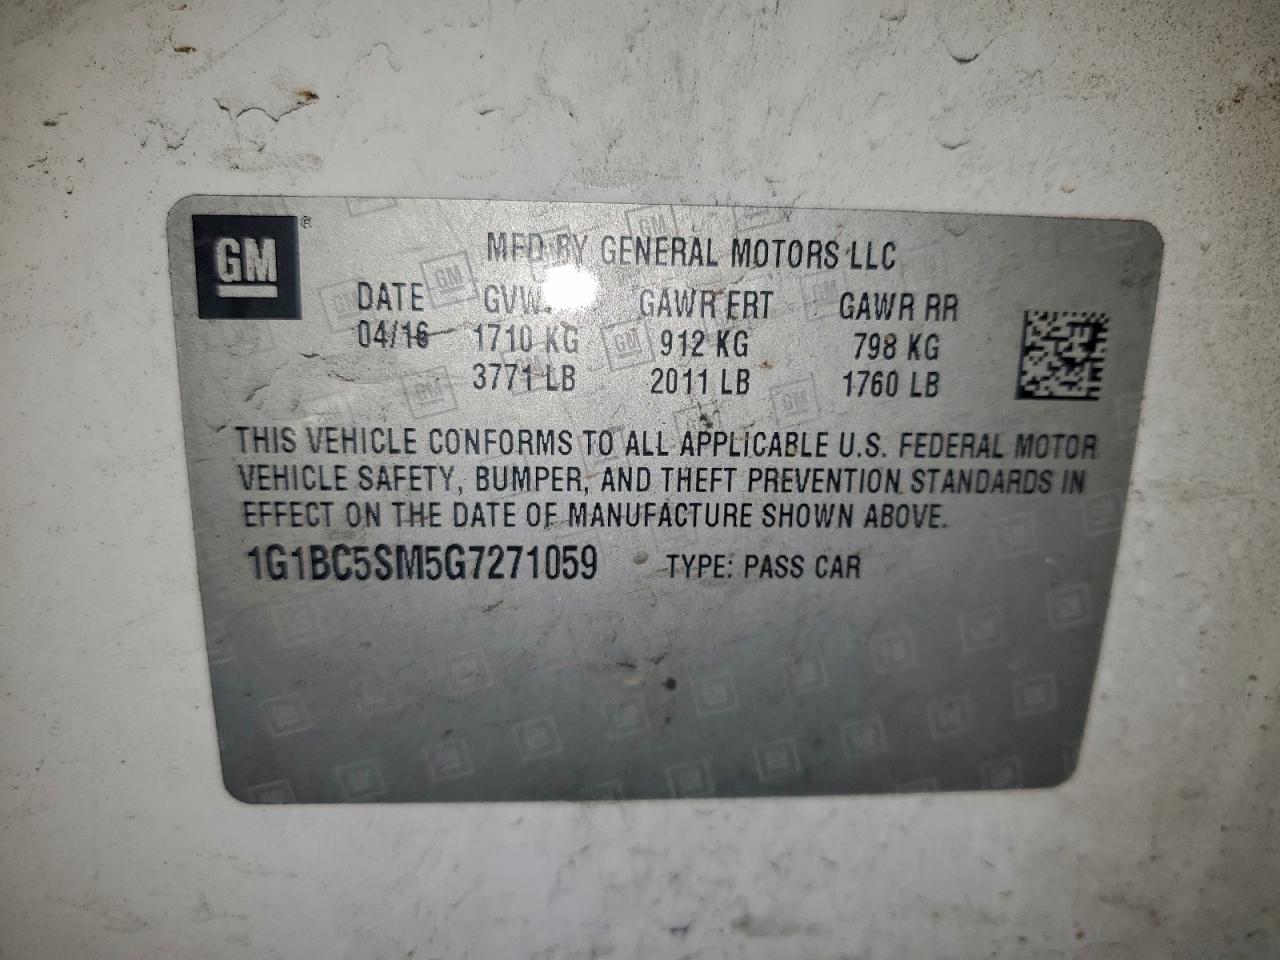 GM ®
MFD BY GENERAL MOTORS LLC
DATE GVW GAWR FRT GAWR RR
04/16 1710 KG 912 KG 798 KG
3771 LB 2011 LB 1760 LB
THIS VEHICLE CONFORMS TO ALL APPLICABLE U.S. FEDERAL MOTOR
VEHICLE SAFETY, BUMPER, AND THEFT PREVENTION STANDARDS IN
EFFECT ON THE DATE OF MANUFACTURE SHOWN ABOVE.
1G1BC5SM5G7271059 TYPE: PASS CAR